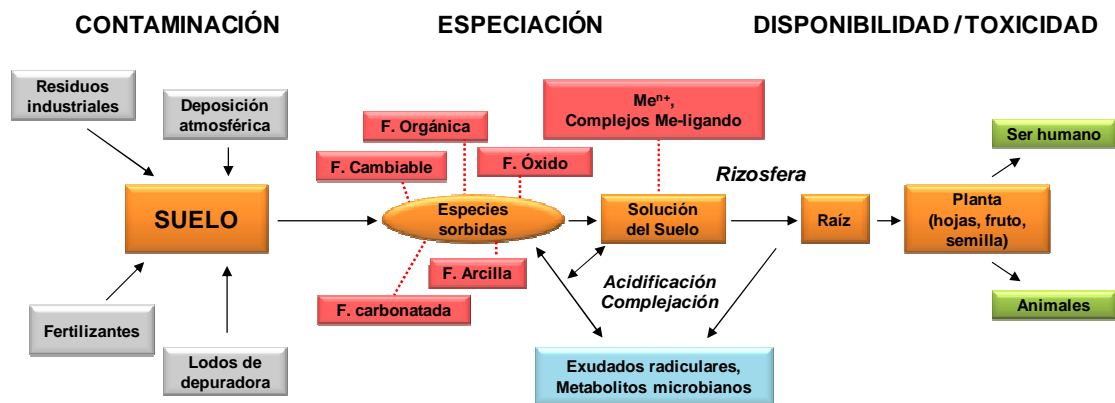 CONTAMINACIÓN
ESPECIACIÓN
DISPONIBILIDAD / TOXICIDAD
Residuos
industriales
Deposición
atmosférica
SUELO
Fertilizantes
Lodos de
depuradora
F. Orgánica
F. Cambiable
F. Óxido
Especies
sorbidas
F. Arcilla
F. carbonatada
Meⁿ⁺,
Complejos Me-ligando
Solución
del Suelo
Rizosfera
Acidificación
Complejación
Exudados radiculares,
Metabolitos microbianos
Raíz
Planta
(hojas, fruto,
semilla)
Ser humano
Animales